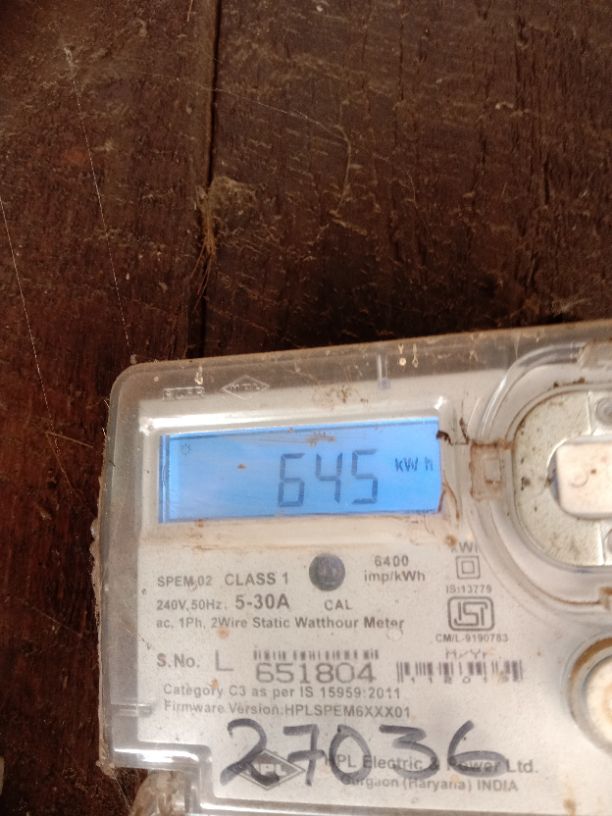 645 kWh
SPEM 02 CLASS 1 6400 imp/kWh
240V,50Hz, 5-30A CAL
IS:13779
ac, 1Ph, 2Wire Static Watthour Meter
CM/L-9190783
S.No. L 651804 M/Yr
Category C3 as per IS 15959:2011
Firmware Version:HPLSPEM6XXX01
27036
HPL HPL Electric & Power Ltd.
Gurgaon (Haryana) INDIA